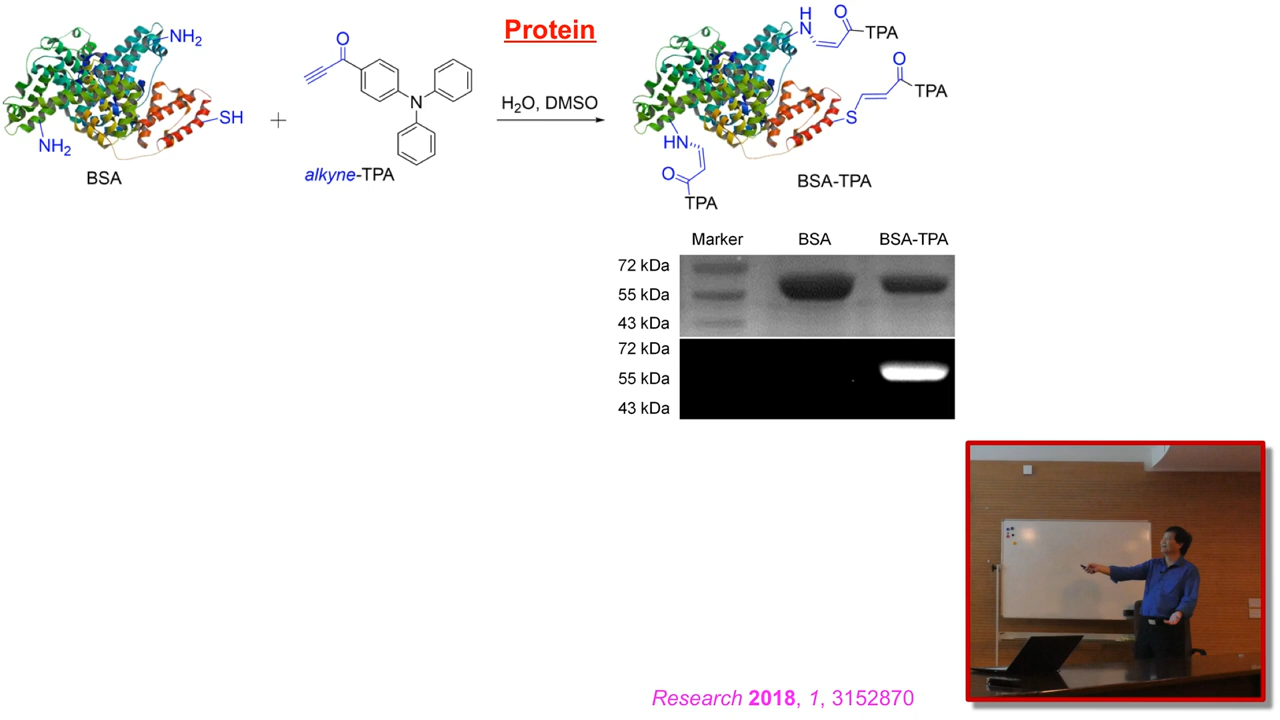 Protein
NH₂
NH₂
SH
BSA
+
O
N
alkyne-TPA
H₂O, DMSO
H
N
O
TPA
O
TPA
S
HN
O
TPA
BSA-TPA
Marker BSA BSA-TPA
72 kDa
55 kDa
43 kDa
72 kDa
55 kDa
43 kDa
Research 2018, 1, 3152870